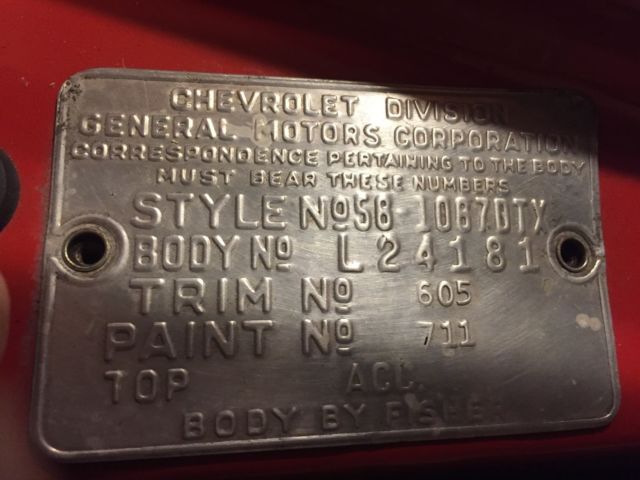 CHEVROLET DIVISION
GENERAL MOTORS CORPORATION
CORRESPONDENCE PERTAINING TO THE BODY
MUST BEAR THESE NUMBERS
STYLE Nº 58-1067DTX
BODY Nº L24181
TRIM Nº 605
PAINT Nº 711
TOP ACC.
BODY BY FISHER